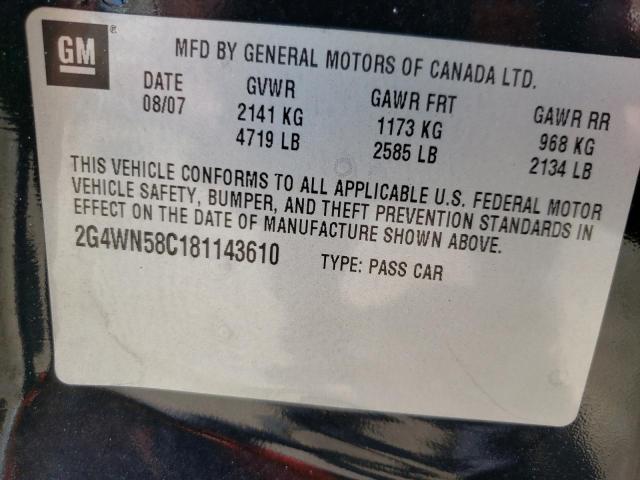 GM ®
MFD BY GENERAL MOTORS OF CANADA LTD.
DATE GVWR GAWR FRT GAWR RR
08/07 2141 KG 1173 KG 968 KG
4719 LB 2585 LB 2134 LB
THIS VEHICLE CONFORMS TO ALL APPLICABLE U.S. FEDERAL MOTOR
VEHICLE SAFETY, BUMPER, AND THEFT PREVENTION STANDARDS IN
EFFECT ON THE DATE OF MANUFACTURE SHOWN ABOVE.
2G4WN58C181143610 TYPE: PASS CAR